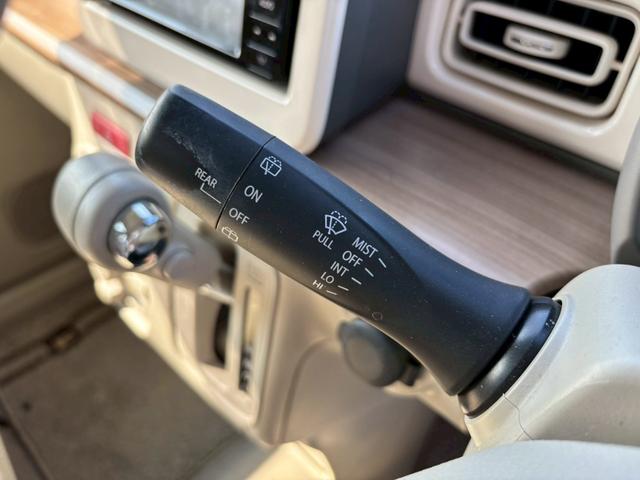 REAR
ON
OFF
PULL
MIST
OFF
INT
LO
HI